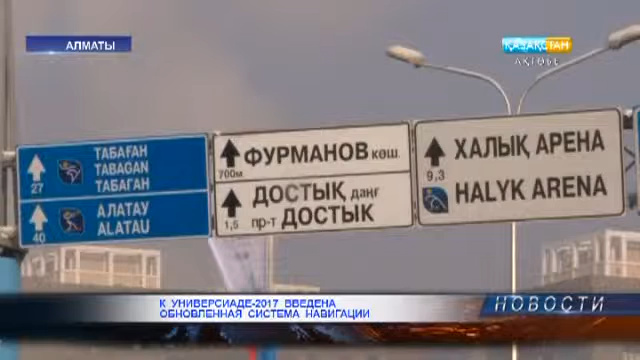 АЛМАТЫ
ҚАЗАҚСТАН
АҚТӨБЕ
ТАБАҒАН
TABAGAN
ТАБАГАН
27
АЛАТАУ
ALATAU
40
ФУРМАНОВ көш.
700м
ДОСТЫҚ даңғ
пр-т ДОСТЫК
1,5
ХАЛЫҚ АРЕНА
9,3
HALYK ARENA
К УНИВЕРСИАДЕ-2017 ВВЕДЕНА
ОБНОВЛЕННАЯ СИСТЕМА НАВИГАЦИИ
НОВОСТИ